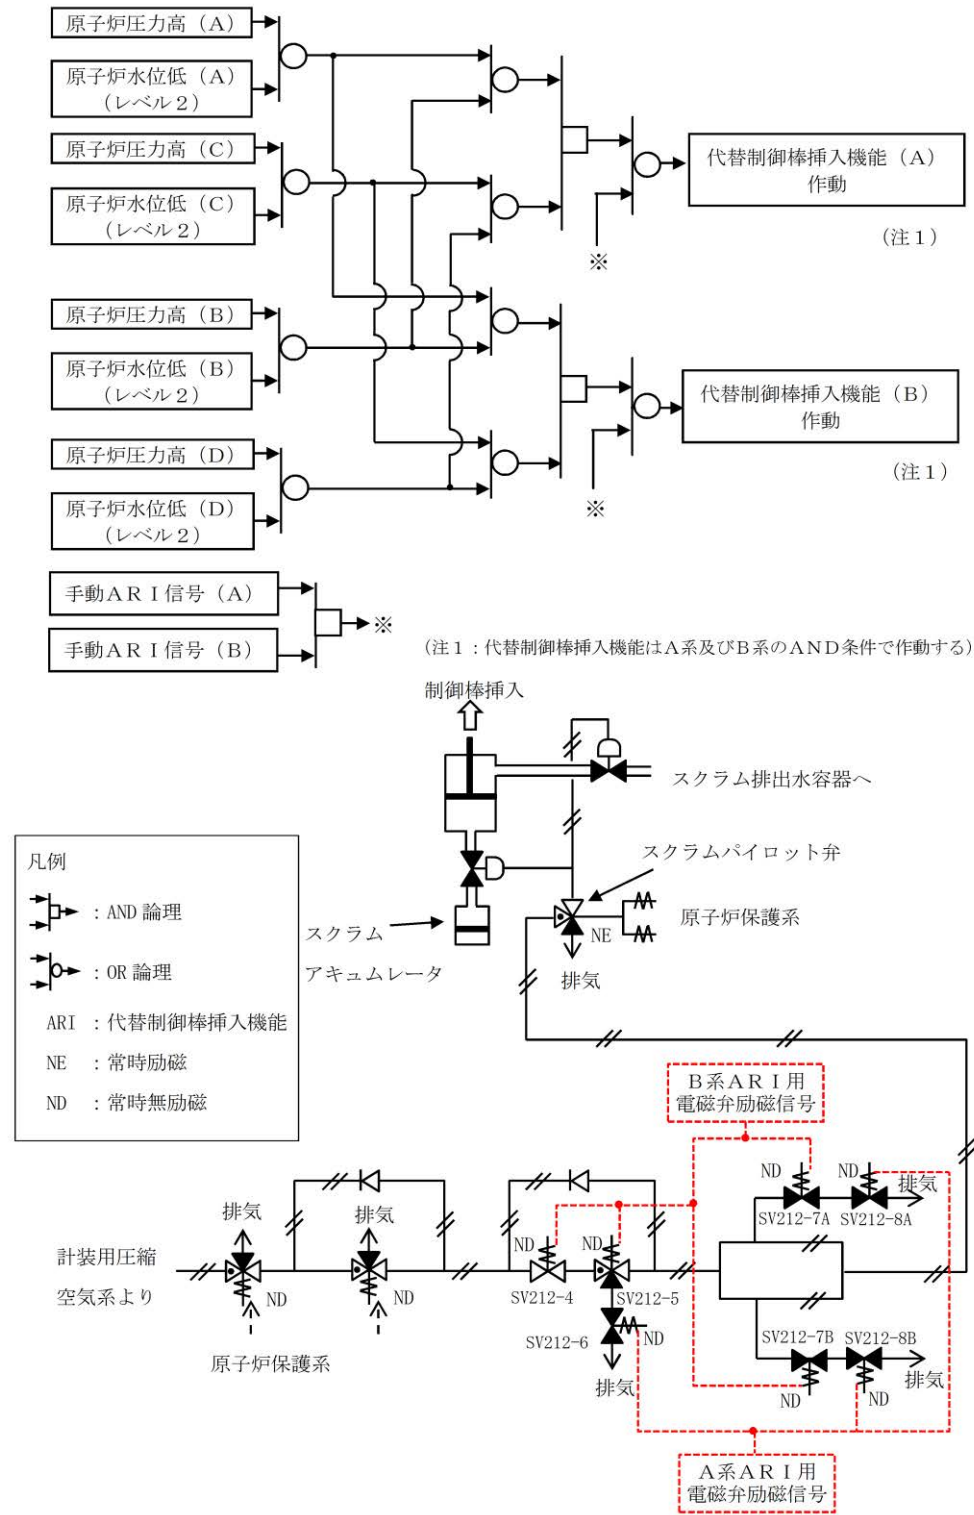 原子炉圧力高（A）
原子炉水位低（A）
（レベル２）
原子炉圧力高（C）
原子炉水位低（C）
（レベル２）
代替制御棒挿入機能（A）
作動
（注１）
※
原子炉圧力高（B）
原子炉水位低（B）
（レベル２）
代替制御棒挿入機能（B）
作動
（注１）
※
原子炉圧力高（D）
原子炉水位低（D）
（レベル２）
手動ＡＲＩ信号（A）
手動ＡＲＩ信号（B）
※
（注１：代替制御棒挿入機能はＡ系及びＢ系のＡＮＤ条件で作動する）
制御棒挿入
スクラム排出水容器へ
スクラムパイロット弁
原子炉保護系
NE
排気
スクラム
アキュムレータ
凡例
：AND 論理
：OR 論理
ARI ：代替制御棒挿入機能
NE ：常時励磁
ND ：常時無励磁
Ｂ系ＡＲＩ用
電磁弁励磁信号
ND
ND
排気
SV212-7A
SV212-8A
排気
排気
ND
ND
計装用圧縮
空気系より
ND
ND
SV212-4
SV212-5
SV212-6
ND
排気
原子炉保護系
SV212-7B
SV212-8B
排気
ND
ND
Ａ系ＡＲＩ用
電磁弁励磁信号